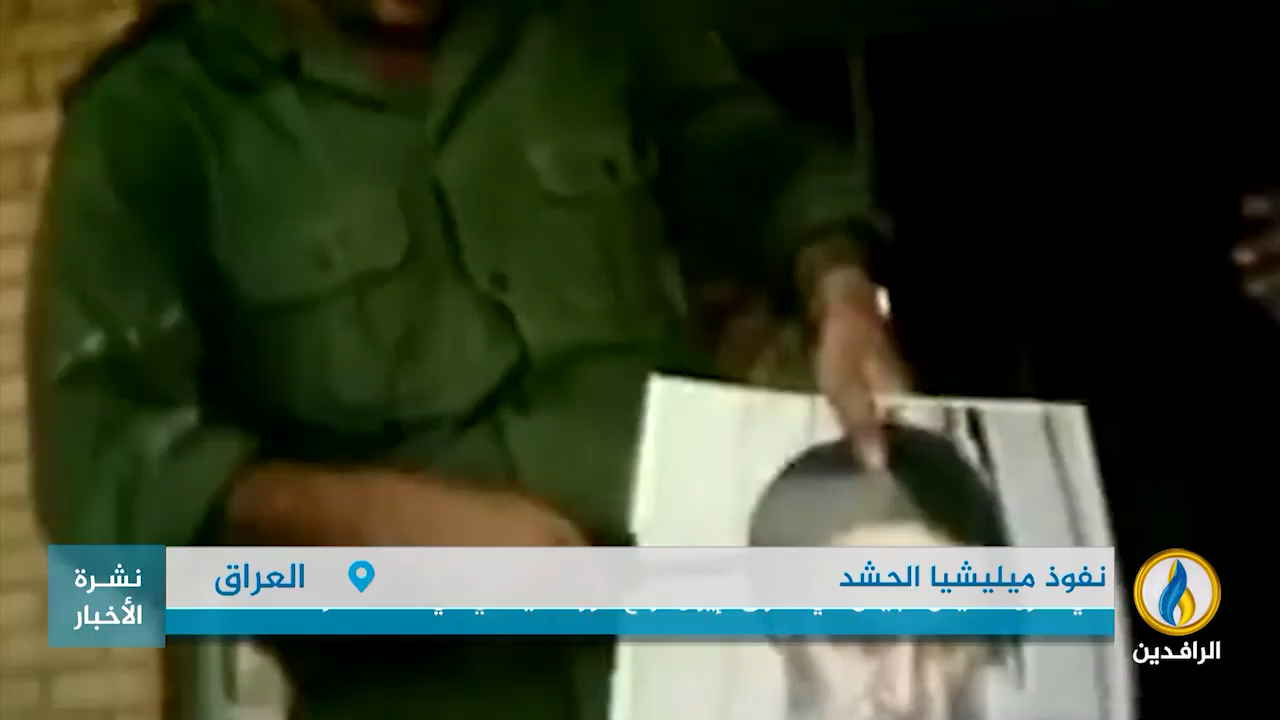 نفوذ ميليشيا الحشد
العراق
نشرة
الأخبار
الرافدين